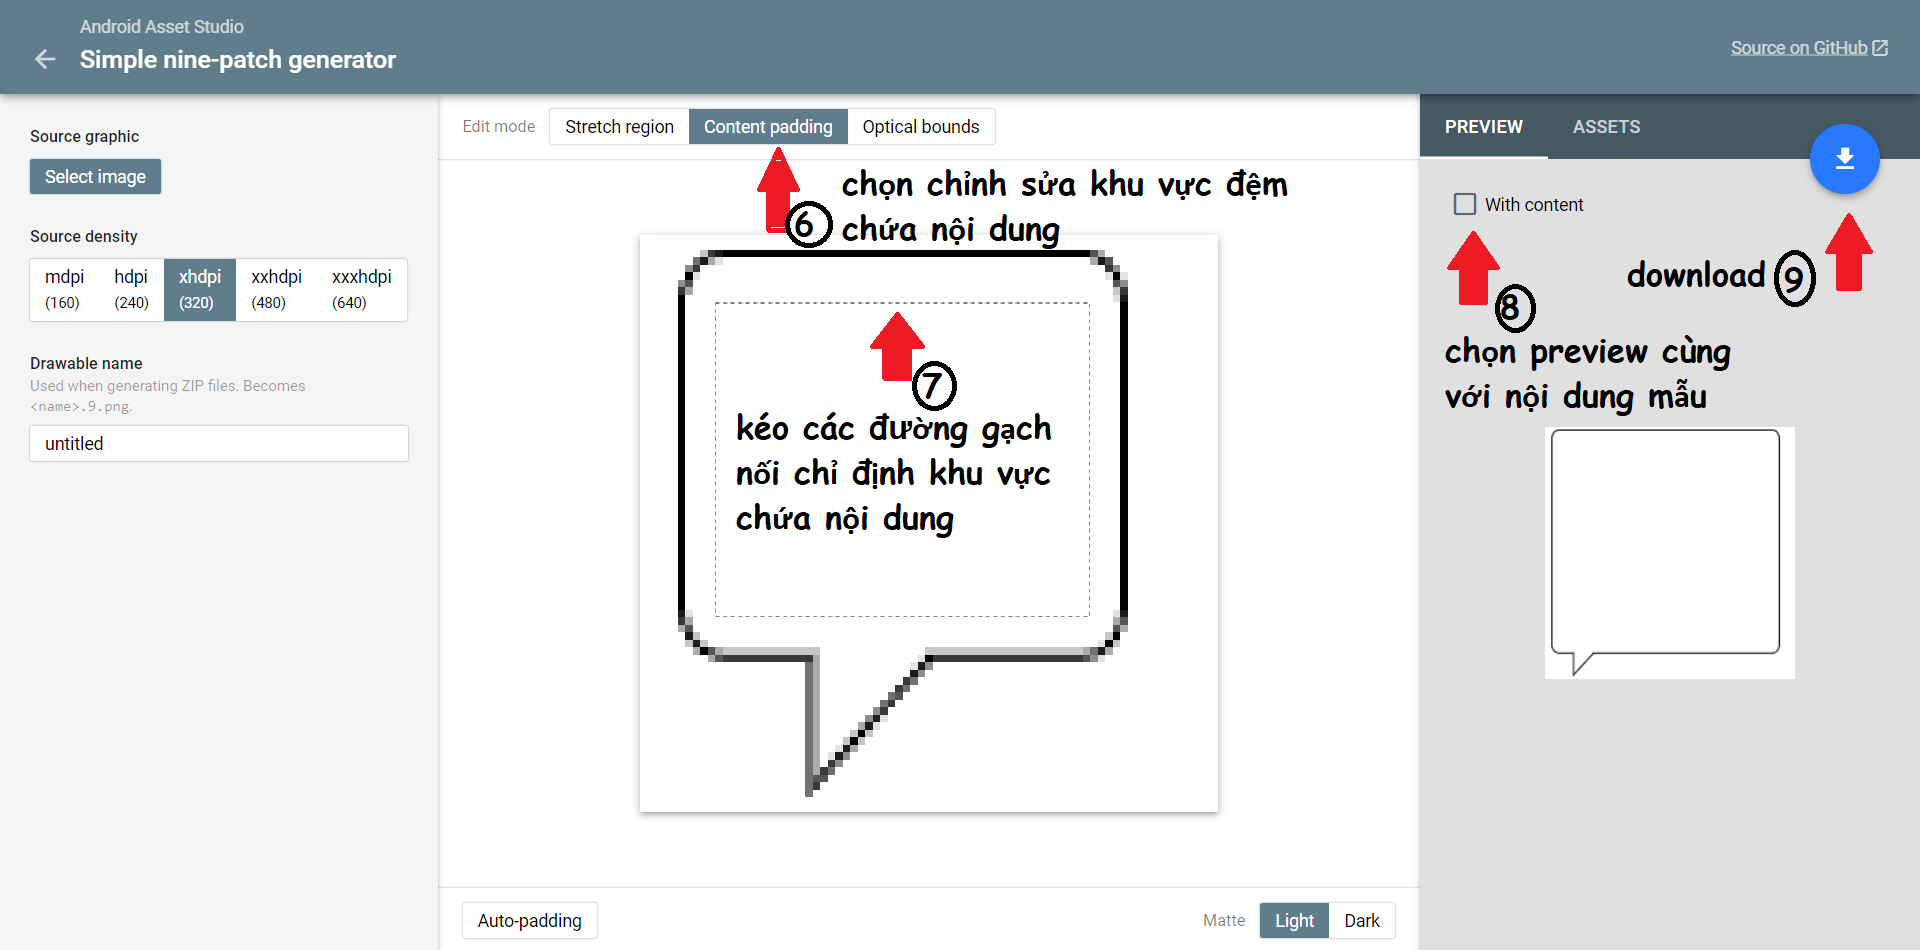 Android Asset Studio
Simple nine-patch generator
Source on GitHub
Source graphic
Select image
Source density
mdpi
(160)
hdpi
(240)
xhdpi
(320)
xxhdpi
(480)
xxxhdpi
(640)
Drawable name
Used when generating ZIP files. Becomes
<name>.9.png.
untitled
Edit mode
Stretch region
Content padding
Optical bounds
6
chọn chỉnh sửa khu vực đệm
chứa nội dung
7
kéo các đường gạch
nối chỉ định khu vực
chứa nội dung
Auto-padding
Matte
Light
Dark
PREVIEW
ASSETS
With content
download 9
8
chọn preview cùng
với nội dung mẫu